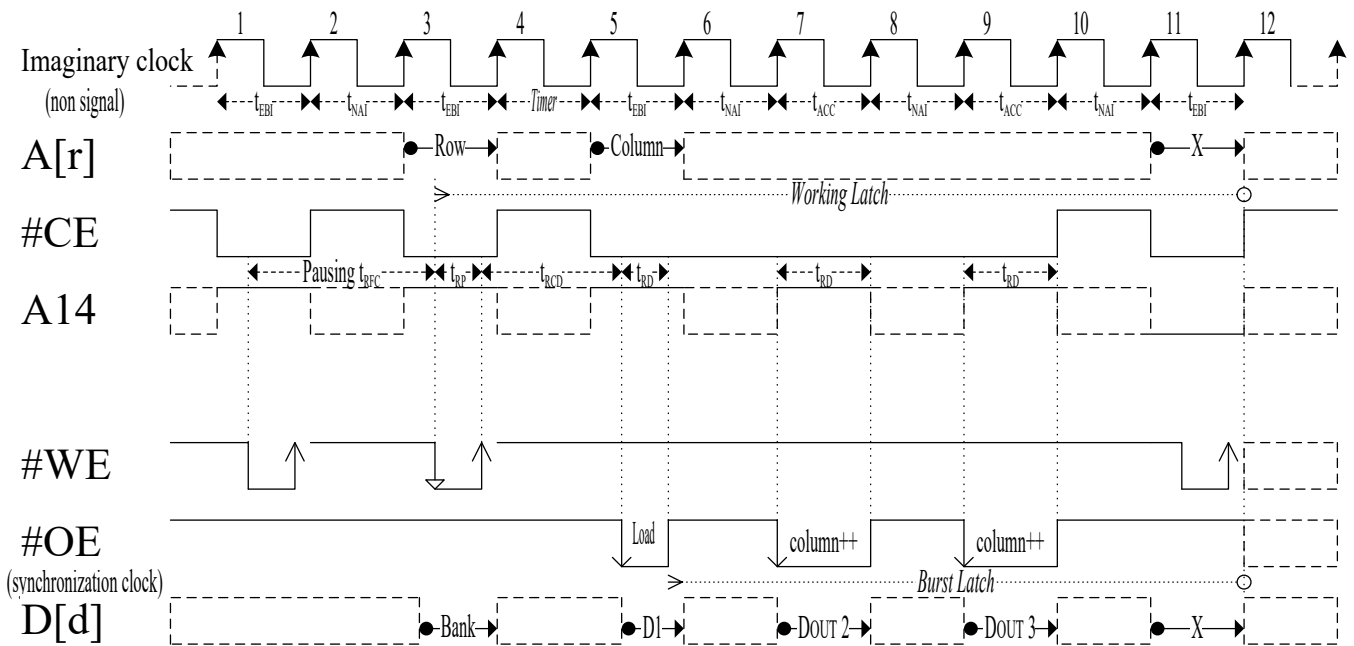 1 2 3 4 5 6 7 8 9 10 11 12
Imaginary clock
(non signal)
tEBI tNAI tEBI Timer tEBI tNAI tACC tNAI tACC tNAI tEBI
A[r]
Row Column X
Working Latch
#CE
Pausing tRFC tRP tRCD tRD tRD tRD
A14
#WE
#OE
Load column++ column++
(synchronization clock)
Burst Latch
D[d]
Bank D1 DOUT 2 DOUT 3 X